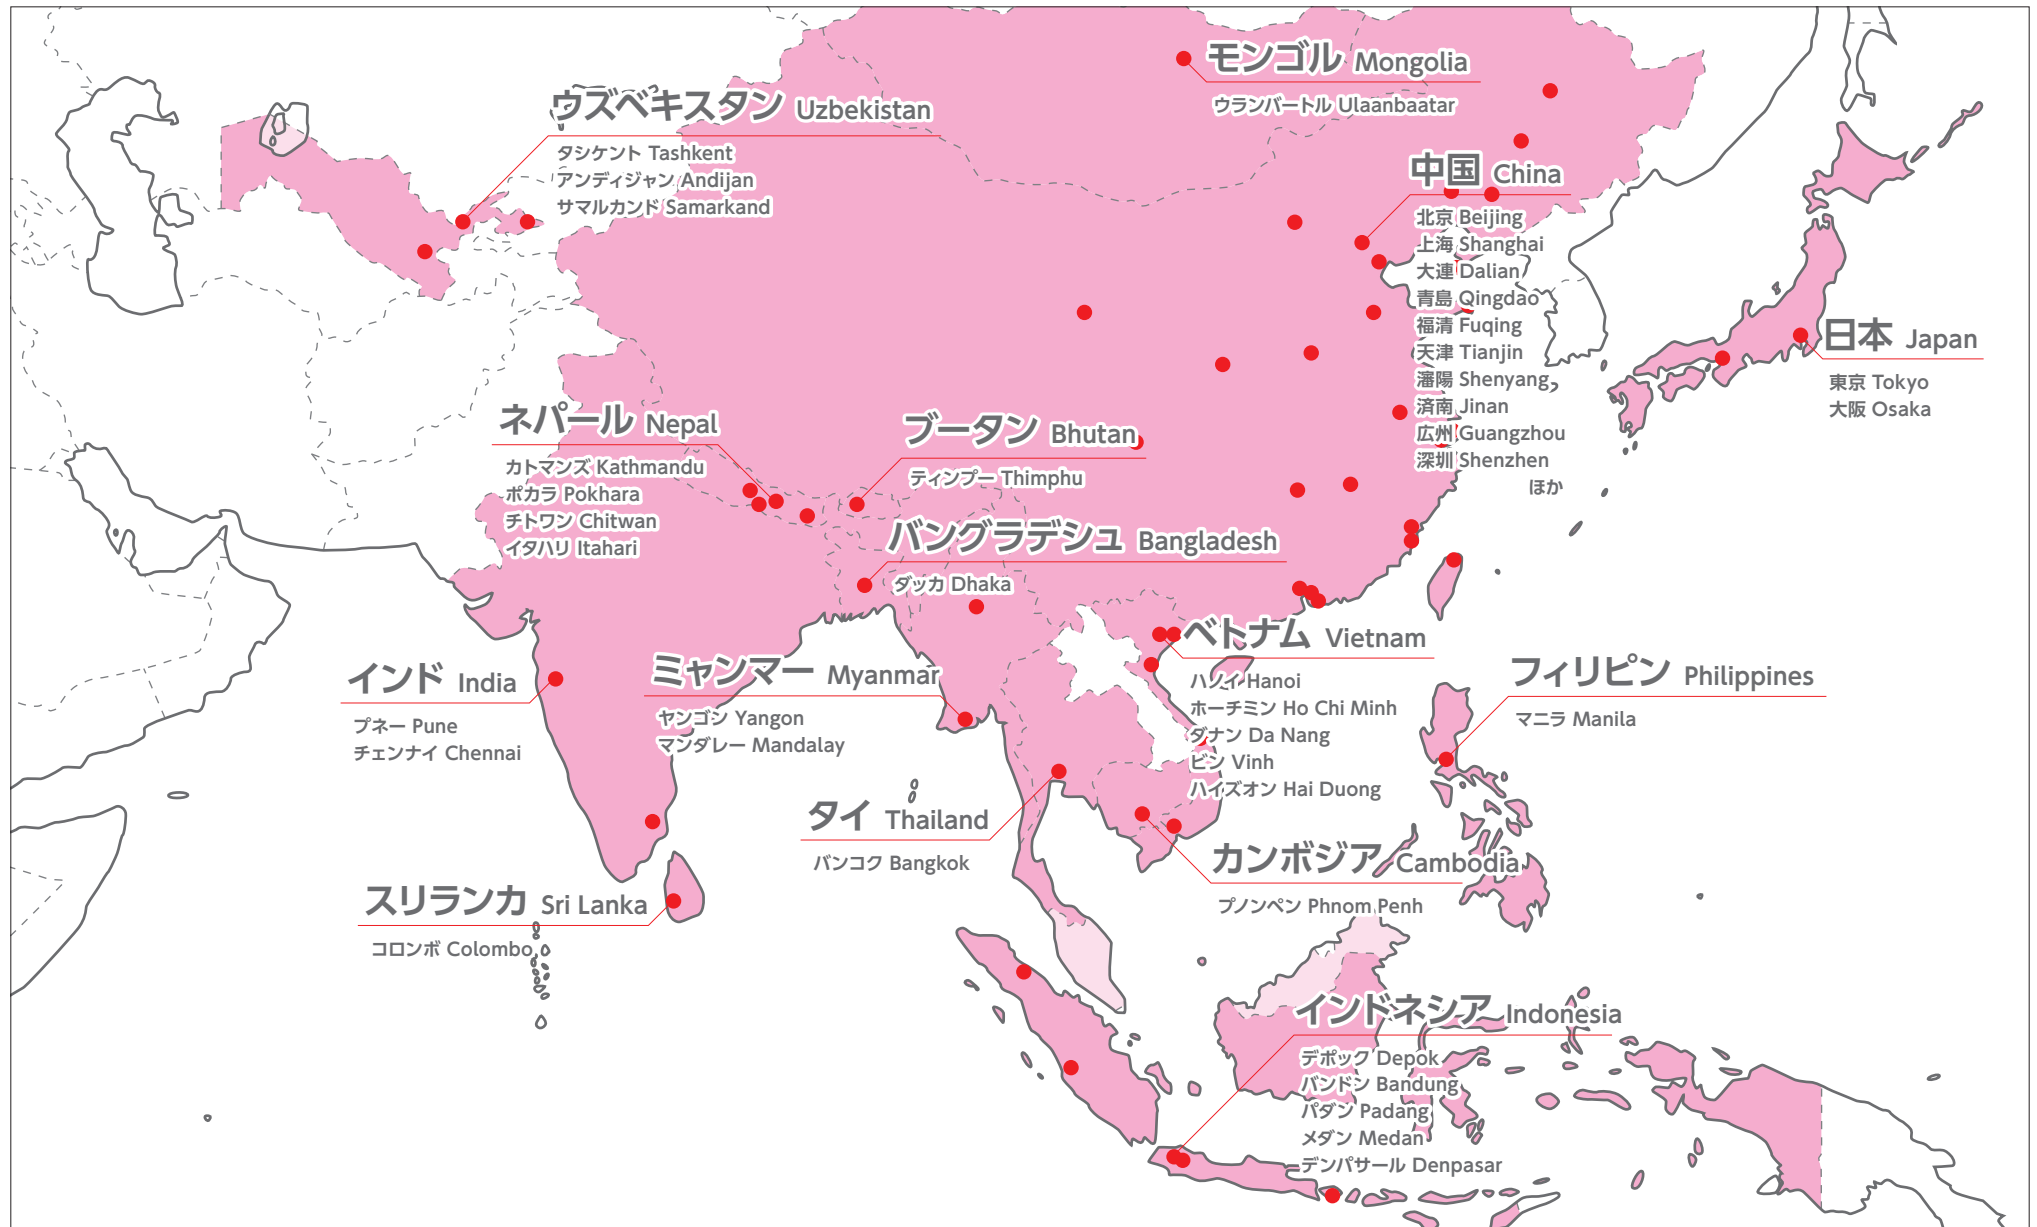 モンゴル Mongolia
ウランバートル Ulaanbaatar
ウズベキスタン Uzbekistan
タシケント Tashkent
アンディジャン Andijan
サマルカンド Samarkand
中国 China
北京 Beijing
上海 Shanghai
大連 Dalian
青島 Qingdao
福清 Fuqing
天津 Tianjin
瀋陽 Shenyang
済南 Jinan
広州 Guangzhou
深圳 Shenzhen
ほか
日本 Japan
東京 Tokyo
大阪 Osaka
ネパール Nepal
カトマンズ Kathmandu
ポカラ Pokhara
チトワン Chitwan
イタハリ Itahari
ブータン Bhutan
ティンプー Thimphu
バングラデシュ Bangladesh
ダッカ Dhaka
ベトナム Vietnam
ハノイ Hanoi
ホーチミン Ho Chi Minh
ダナン Da Nang
ビン Vinh
ハイズオン Hai Duong
インド India
プネー Pune
チェンナイ Chennai
ミャンマー Myanmar
ヤンゴン Yangon
マンダレー Mandalay
フィリピン Philippines
マニラ Manila
タイ Thailand
バンコク Bangkok
カンボジア Cambodia
プノンペン Phnom Penh
スリランカ Sri Lanka
コロンボ Colombo
インドネシア Indonesia
デポック Depok
バンドン Bandung
パダン Padang
メダン Medan
デンパサール Denpasar